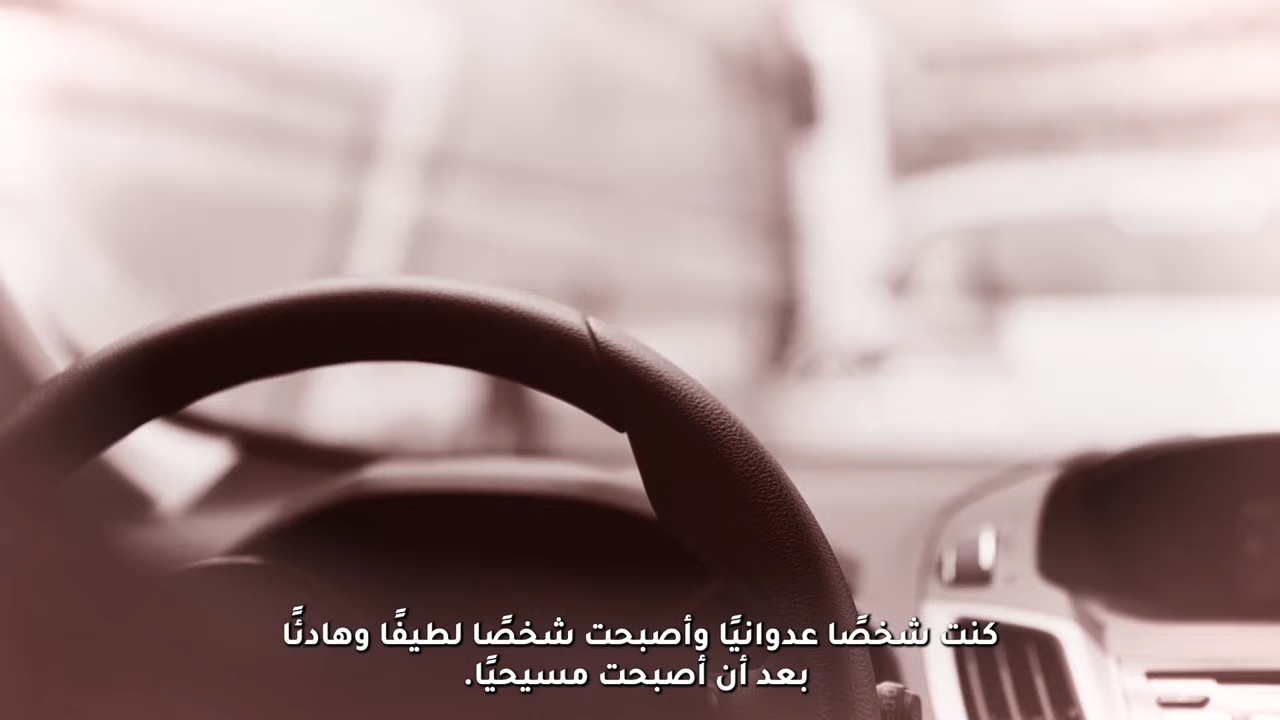 كنت شخصًا عدوانيًا وأصبحت شخصًا لطيفًا وهادئًا
بعد أن أصبحت مسيحيًا.